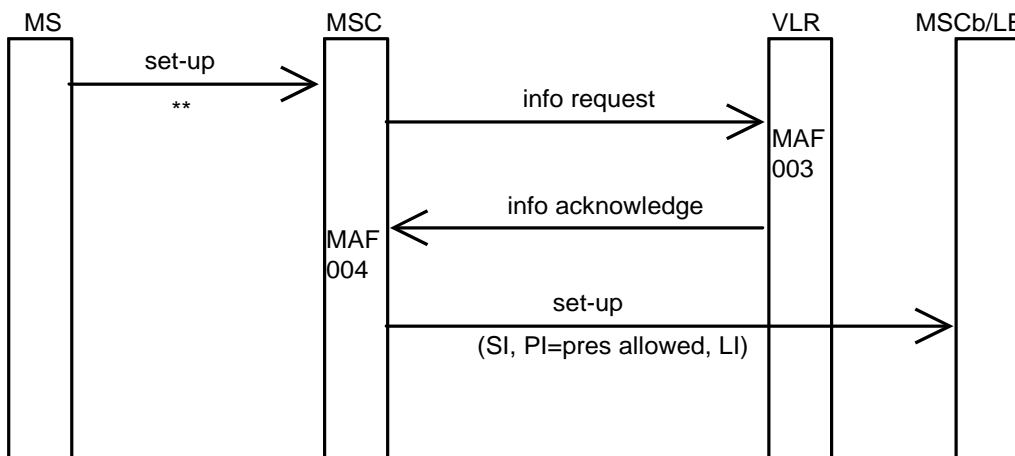 MS
MSC
VLR
MSCb/LE
set-up
**
info request
MAF
003
info acknowledge
MAF
004
set-up
(SI, PI=pres allowed, LI)